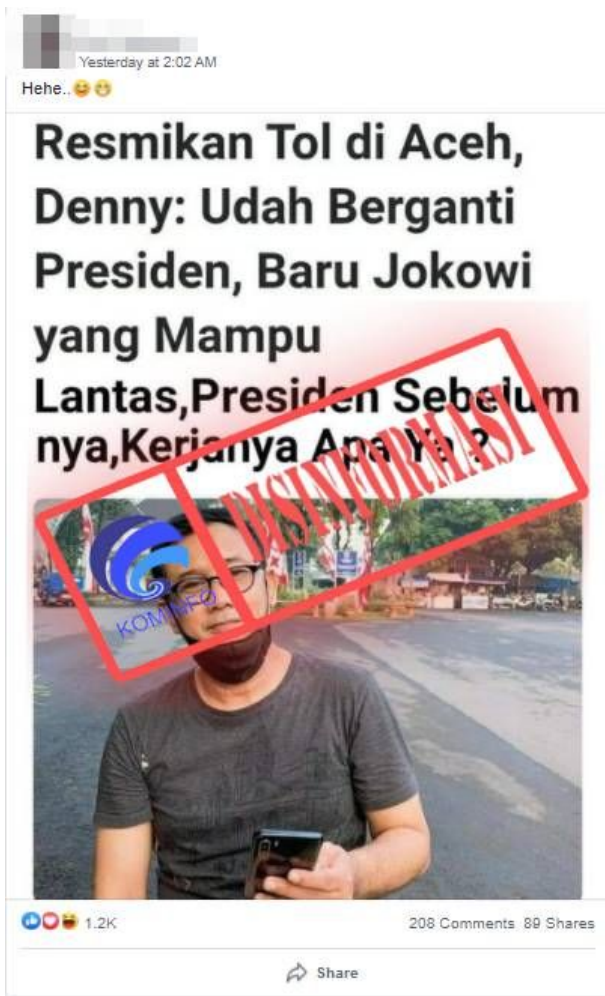 Yesterday at 2:02 AM
Hehe..😆😁
Resmikan Tol di Aceh,
Denny: Udah Berganti
Presiden, Baru Jokowi
yang Mampu
Lantas,Presiden Sebelum
nya,Kerjanya Apa Ya ?
DISINFORMASI
KOMINFO
1.2K
208 Comments 89 Shares
Share